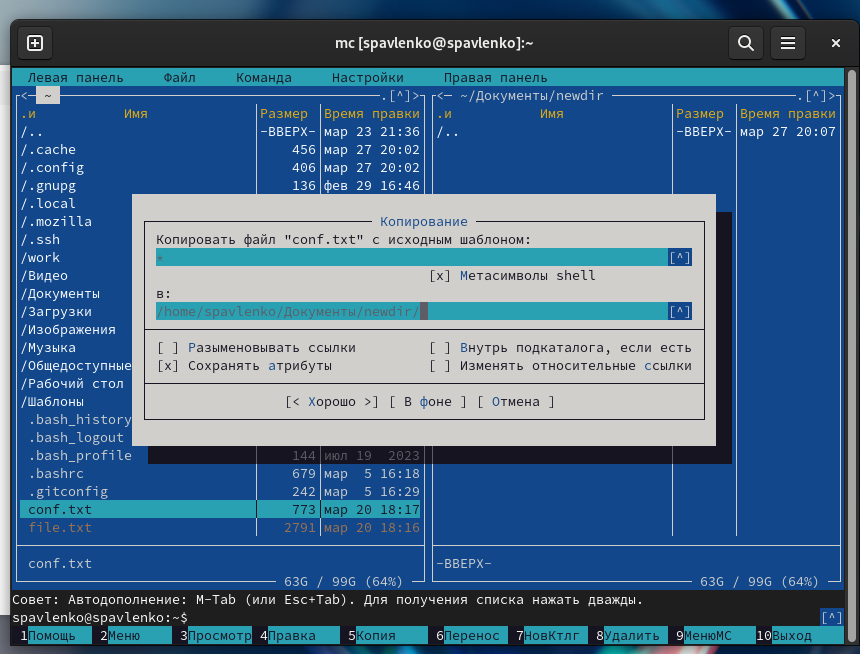 mc [spavlenko@spavlenko]:~
Левая панель Файл Команда Настройки Правая панель
<─ ~ .[^]> <─ ~/Документы/newdir .[^]>
.и Имя Размер Время правки .и Имя Размер Время правки
/.. -ВВЕРХ- мар 23 21:36 /.. -ВВЕРХ- мар 27 20:07
/.cache 456 мар 27 20:02
/.config 406 мар 27 20:02
/.gnupg 136 фев 29 16:46
/.local
/.mozilla Копирование
/.ssh Копировать файл "conf.txt" с исходным шаблоном:
/work * [^]
/Видео [x] Метасимволы shell
/Документы в:
/Загрузки /home/spavlenko/Документы/newdir/ [^]
/Изображения
/Музыка [ ] Разыменовывать ссылки [ ] Внутрь подкаталога, если есть
/Общедоступные [x] Сохранять атрибуты [ ] Изменять относительные ссылки
/Рабочий стол
/Шаблоны [< Хорошо >] [ В фоне ] [ Отмена ]
.bash_history
.bash_logout
.bash_profile 144 июл 19 2023
.bashrc 679 мар 5 16:18
.gitconfig 242 мар 5 16:29
conf.txt 773 мар 20 18:17
file.txt 2791 мар 20 18:16
conf.txt -ВВЕРХ-
63G / 99G (64%) 63G / 99G (64%)
Совет: Автодополнение: M-Tab (или Esc+Tab). Для получения списка нажать дважды.
spavlenko@spavlenko:~$ [^]
1Помощь 2Меню 3Просмотр 4Правка 5Копия 6Перенос 7НовКтлг 8Удалить 9МенюMC 10Выход